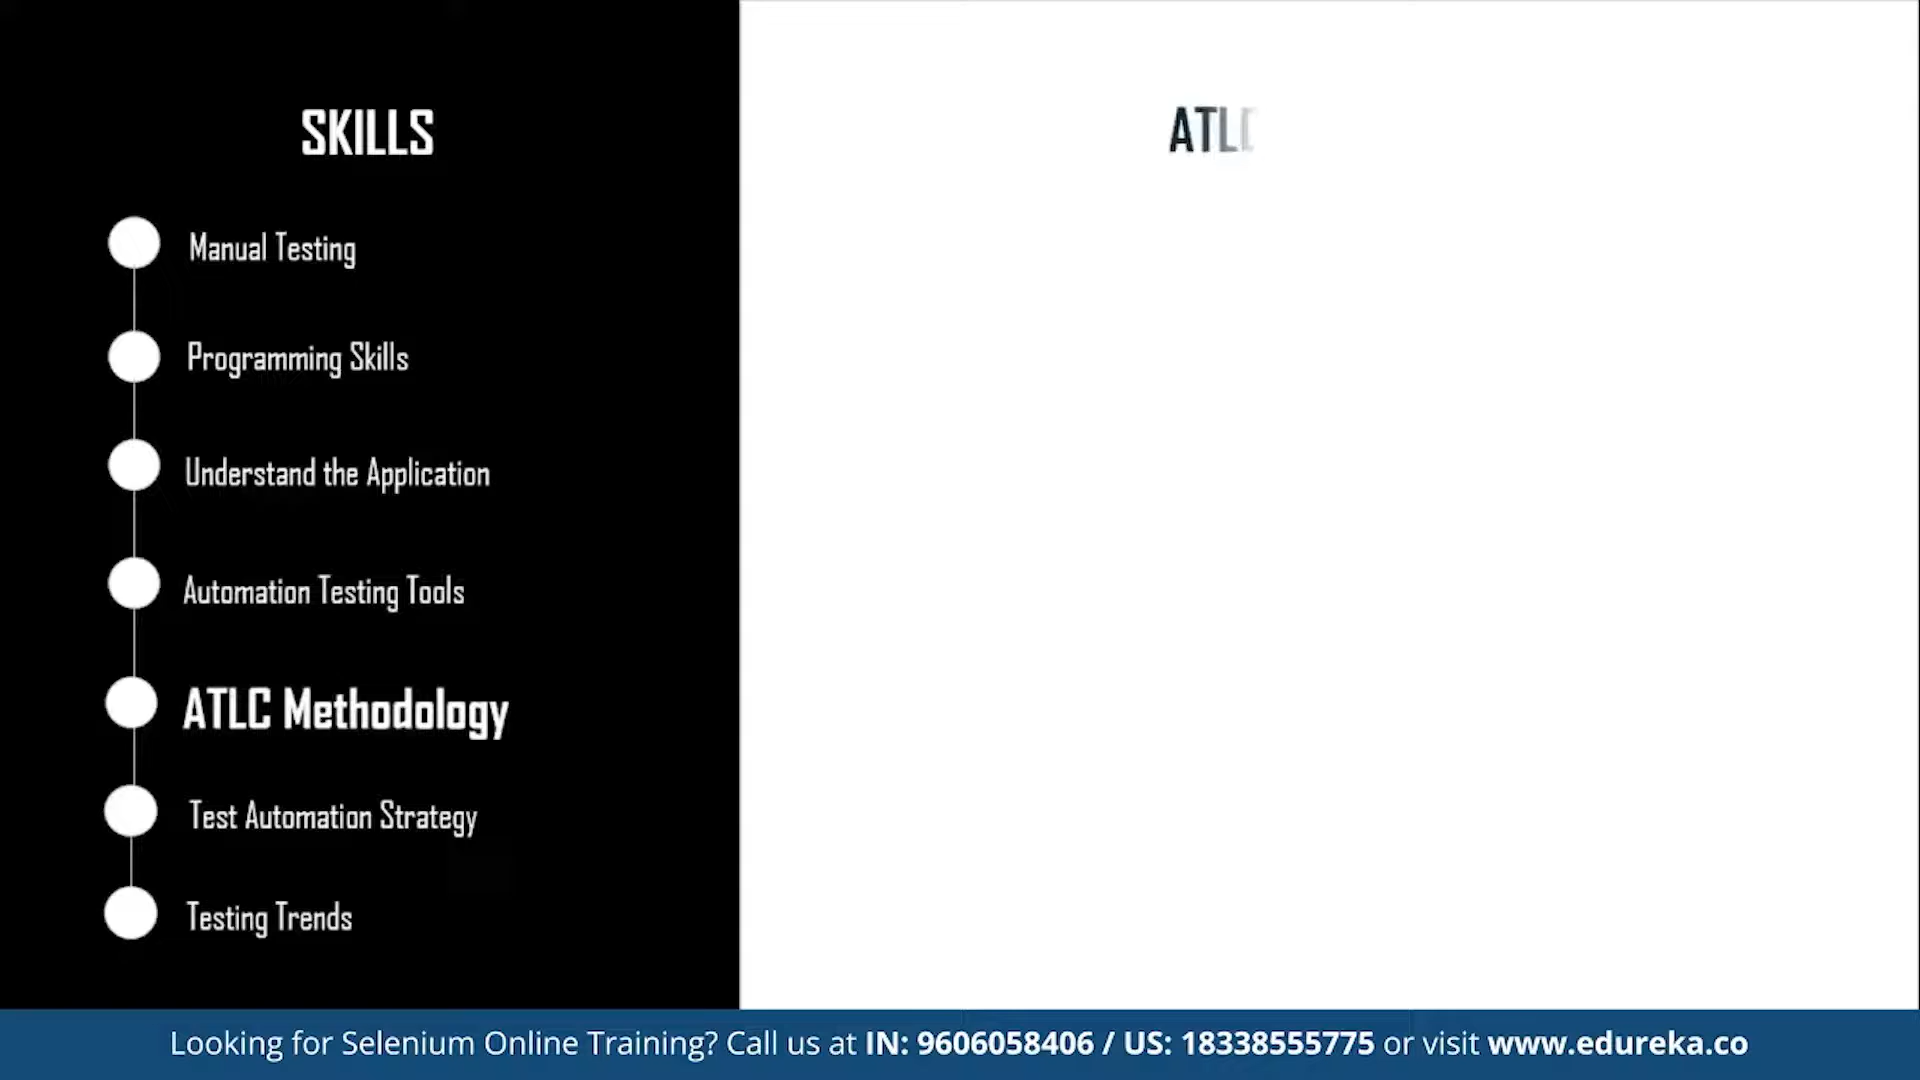 SKILLS
Manual Testing
Programming Skills
Understand the Application
Automation Testing Tools
ATLC Methodology
Test Automation Strategy
Testing Trends
ATLC
Looking for Selenium Online Training? Call us at IN: 9606058406 / US: 18338555775 or visit www.edureka.co